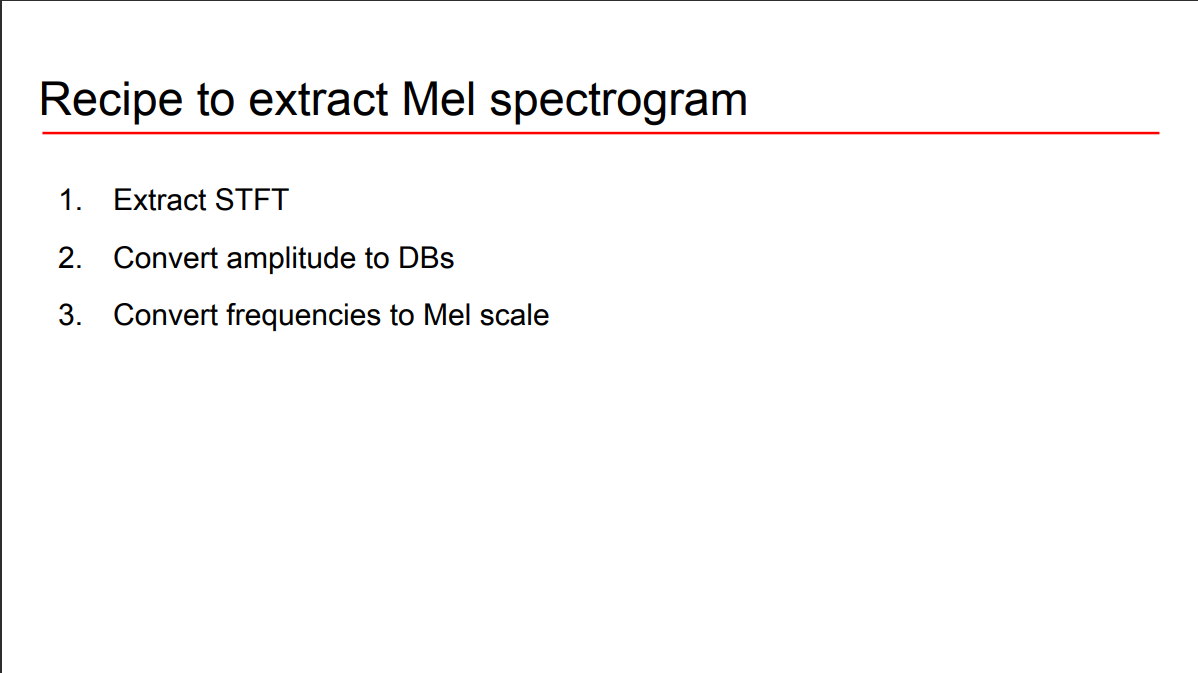 Recipe to extract Mel spectrogram
1. Extract STFT
2. Convert amplitude to DBs
3. Convert frequencies to Mel scale